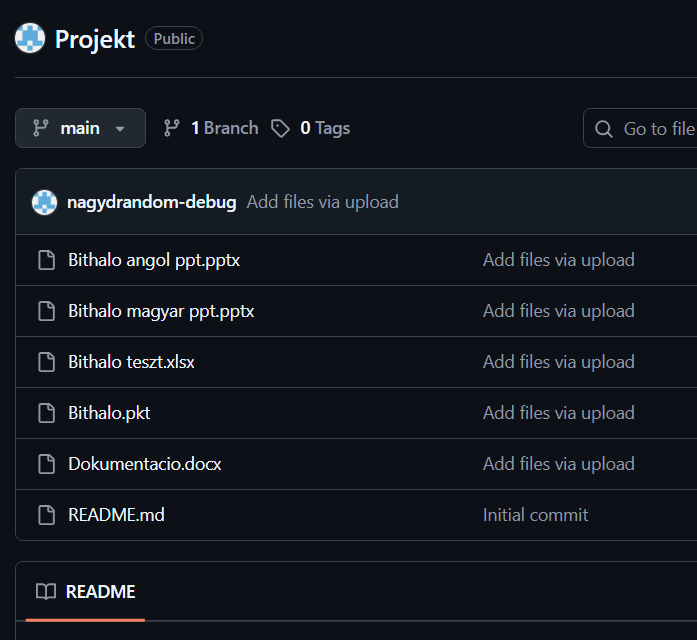 Projekt Public
main 1 Branch 0 Tags Go to file
nagydrandom-debug Add files via upload
Bithalo angol ppt.pptx Add files via upload
Bithalo magyar ppt.pptx Add files via upload
Bithalo teszt.xlsx Add files via upload
Bithalo.pkt Add files via upload
Dokumentacio.docx Add files via upload
README.md Initial commit
README